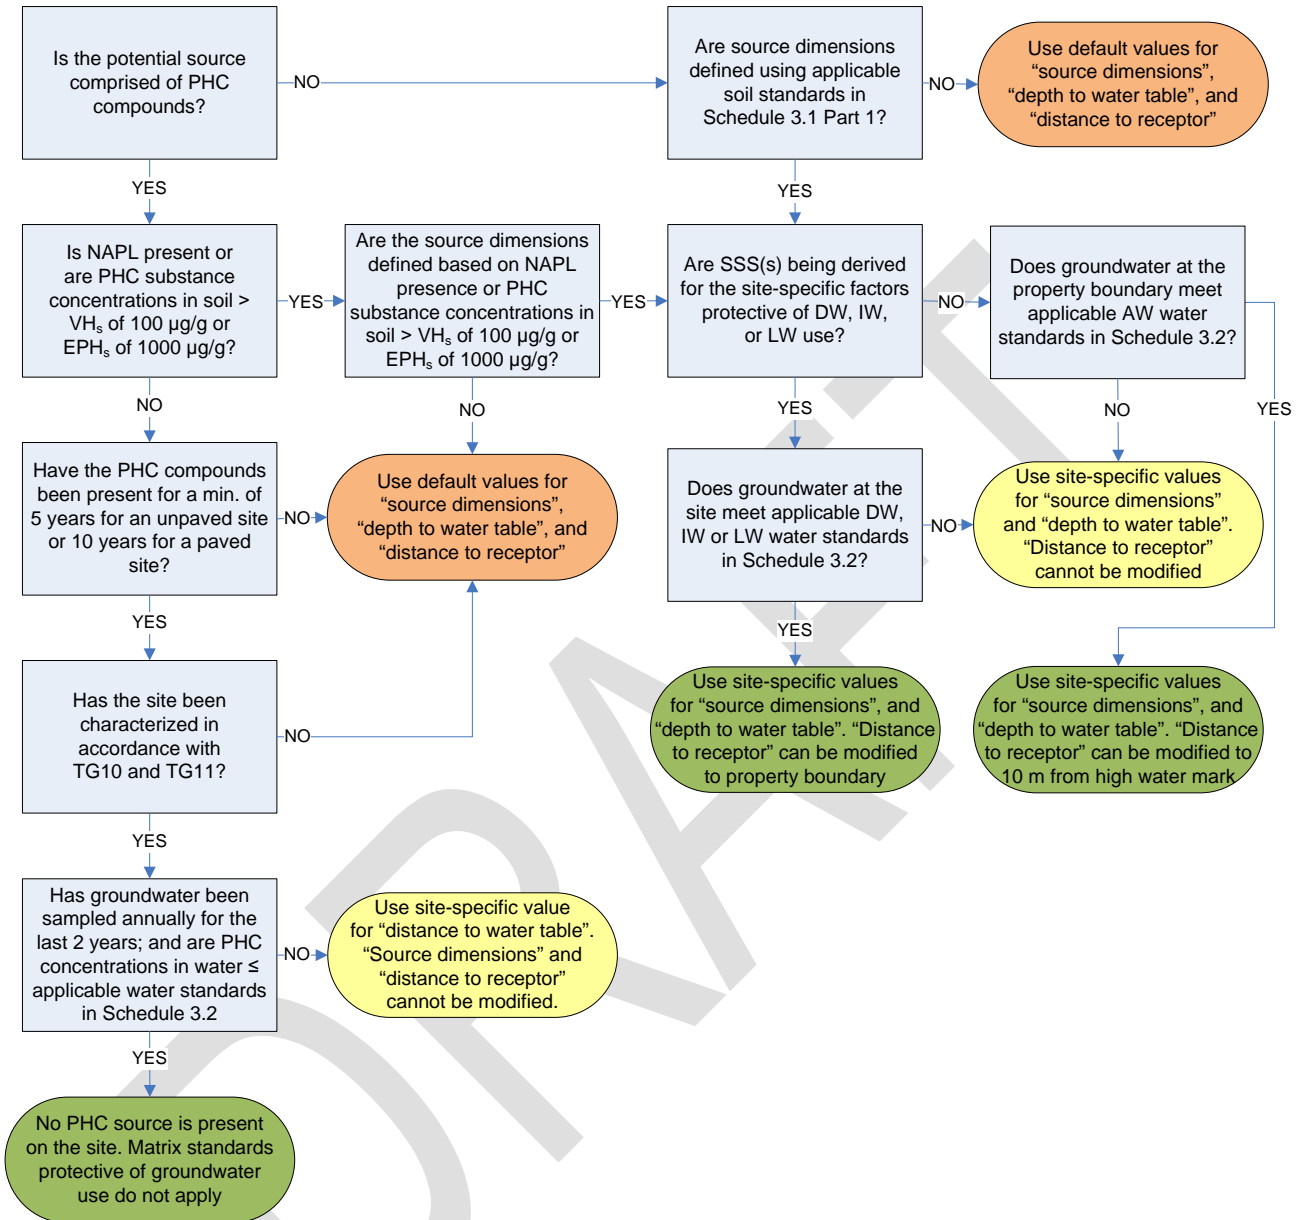 Is the potential source
comprised of PHC
compounds?
NO
Are source dimensions
defined using applicable
soil standards in
Schedule 3.1 Part 1?
NO
Use default values for
“source dimensions”,
“depth to water table”, and
“distance to receptor”
YES
YES
Is NAPL present or
are PHC substance
concentrations in soil >
VHs of 100 µg/g or
EPHs of 1000 µg/g?
YES
Are the source dimensions
defined based on NAPL
presence or PHC
substance concentrations in
soil > VHs of 100 µg/g or
EPHs of 1000 µg/g?
YES
Are SSS(s) being derived
for the site-specific factors
protective of DW, IW,
or LW use?
NO
Does groundwater at the
property boundary meet
applicable AW water
standards in Schedule 3.2?
NO
NO
YES
NO
YES
Have the PHC compounds
been present for a min. of
5 years for an unpaved site
or 10 years for a paved
site?
NO
Use default values for
“source dimensions”,
“depth to water table”, and
“distance to receptor”
Does groundwater at the
site meet applicable DW,
IW or LW water standards
in Schedule 3.2?
NO
Use site-specific values
for “source dimensions”
and “depth to water table”.
“Distance to receptor”
cannot be modified
YES
YES
Has the site been
characterized in
accordance with
TG10 and TG11?
NO
Use site-specific values
for “source dimensions”, and
“depth to water table”. “Distance
to receptor” can be modified
to property boundary
Use site-specific values
for “source dimensions”, and
“depth to water table”. “Distance
to receptor” can be modified to
10 m from high water mark
YES
Has groundwater been
sampled annually for the
last 2 years; and are PHC
concentrations in water ≤
applicable water standards
in Schedule 3.2
NO
Use site-specific value
for “distance to water table”.
“Source dimensions” and
“distance to receptor”
cannot be modified.
YES
No PHC source is present
on the site. Matrix standards
protective of groundwater
use do not apply
DRAFT